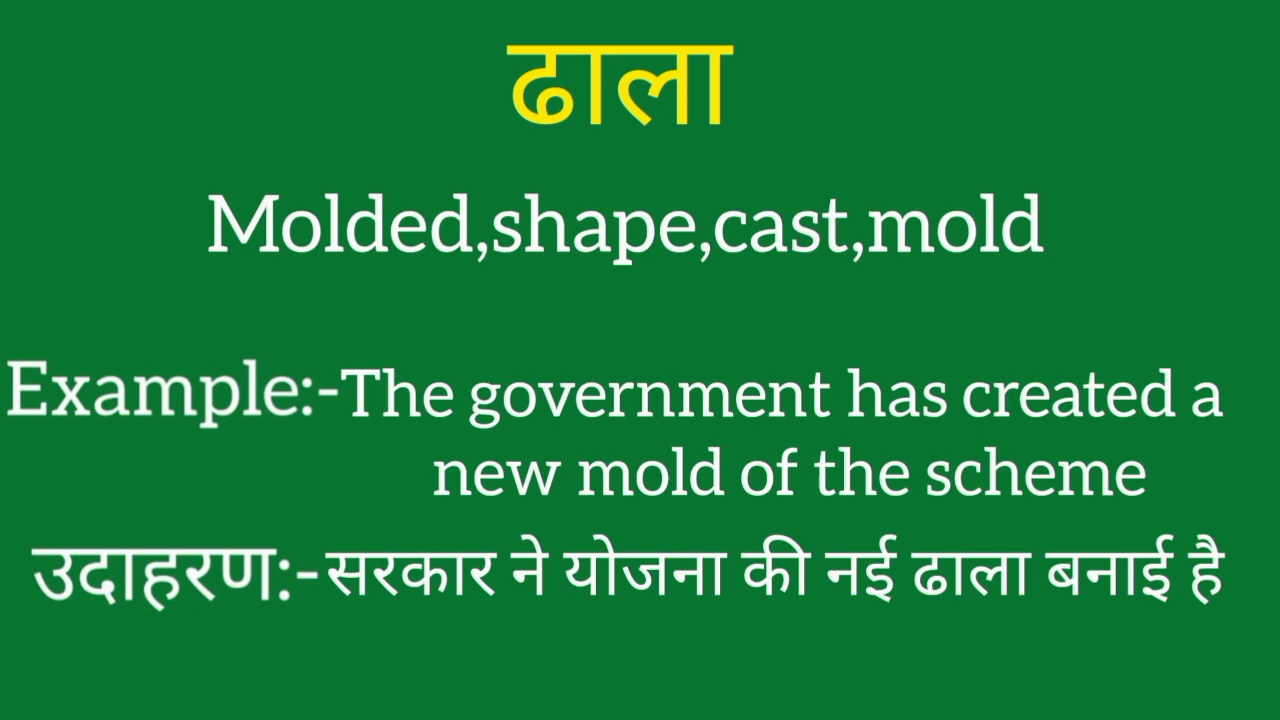 ढाला
Molded,shape,cast,mold
Example:-The government has created a
new mold of the scheme
उदाहरण:-सरकार ने योजना की नई ढाला बनाई है